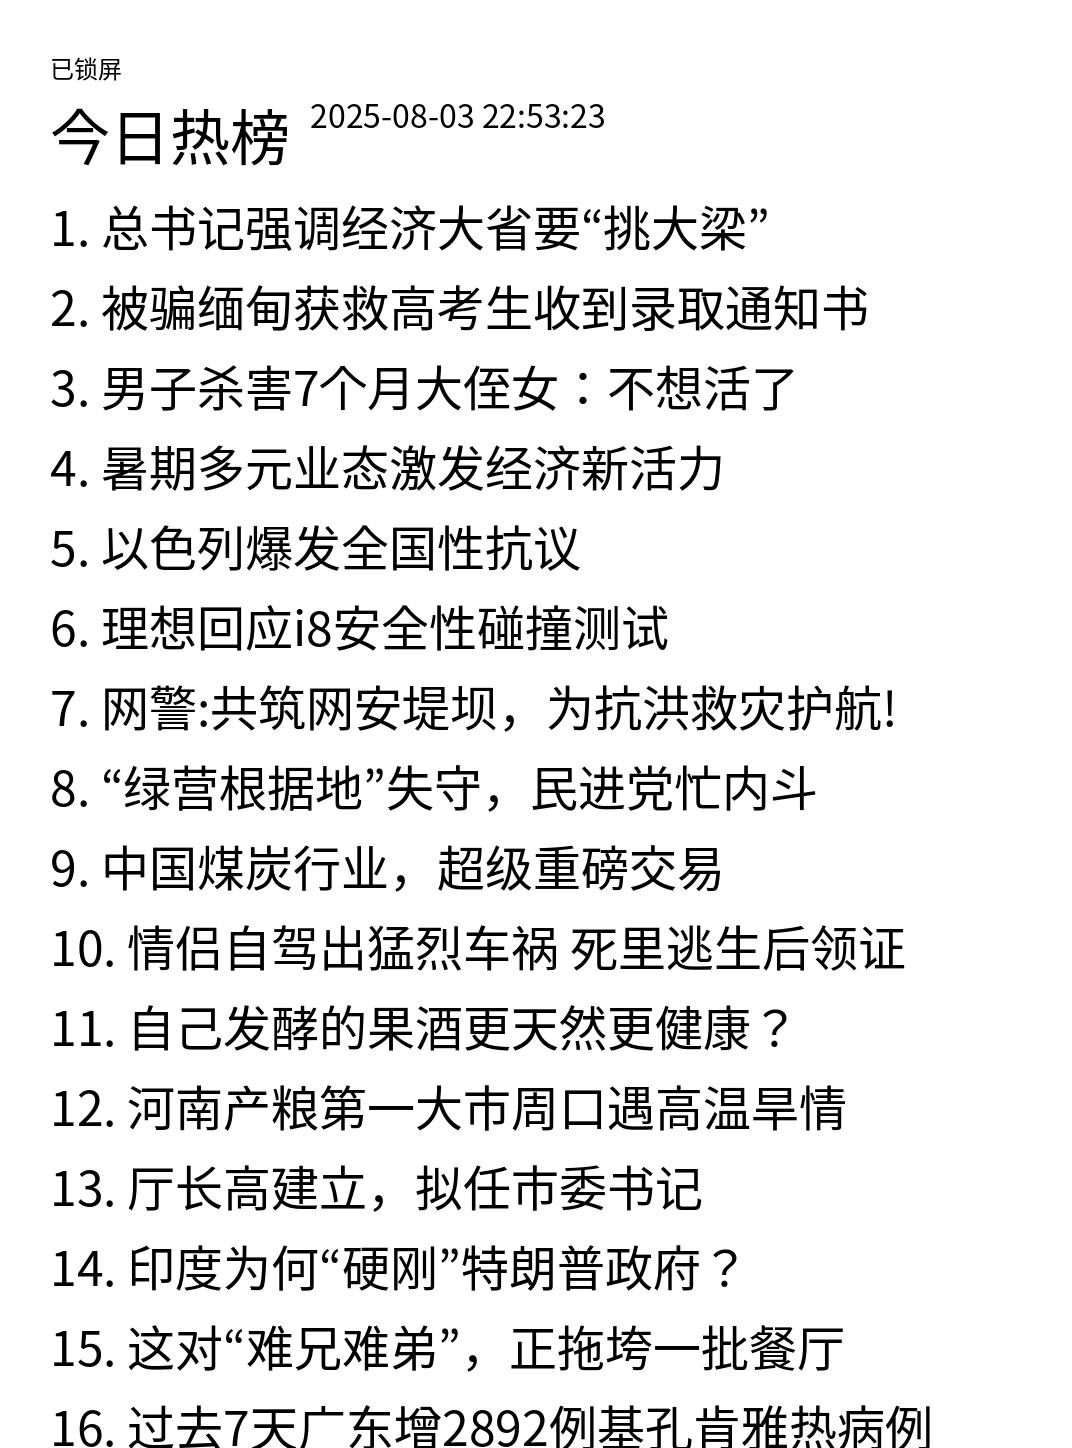 已锁屏
今日热榜 2025-08-03 22:53:23
1. 总书记强调经济大省要“挑大梁”
2. 被骗缅甸获救高考生收到录取通知书
3. 男子杀害7个月大侄女：不想活了
4. 暑期多元业态激发经济新活力
5. 以色列爆发全国性抗议
6. 理想回应i8安全性碰撞测试
7. 网警:共筑网安堤坝，为抗洪救灾护航!
8. “绿营根据地”失守，民进党忙内斗
9. 中国煤炭行业，超级重磅交易
10. 情侣自驾出猛烈车祸 死里逃生后领证
11. 自己发酵的果酒更天然更健康？
12. 河南产粮第一大市周口遇高温旱情
13. 厅长高建立，拟任市委书记
14. 印度为何“硬刚”特朗普政府？
15. 这对“难兄难弟”，正拖垮一批餐厅
16. 过去7天广东增2892例基孔肯雅热病例